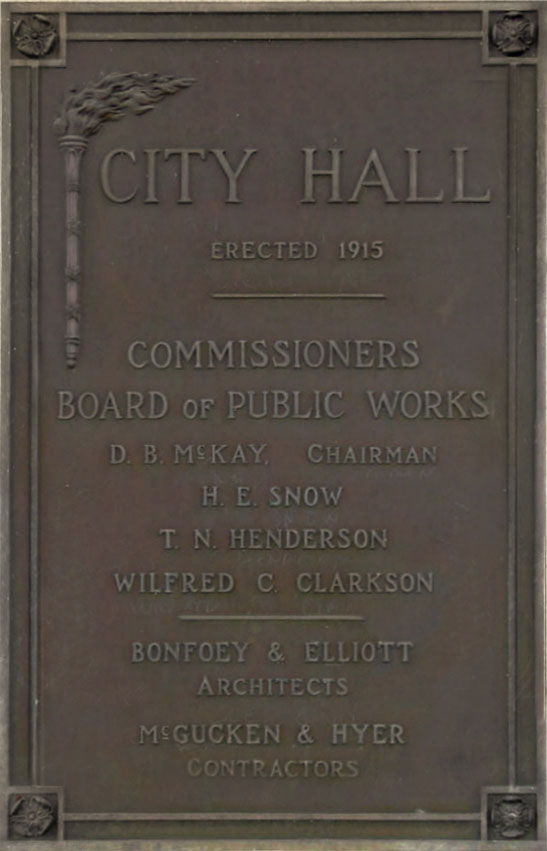 CITY HALL
ERECTED 1915
COMMISSIONERS
BOARD OF PUBLIC WORKS
D. B. McKAY, CHAIRMAN
H. E. SNOW
T. N. HENDERSON
WILFRED C. CLARKSON
BONFOEY & ELLIOTT
ARCHITECTS
McGUCKEN & HYER
CONTRACTORS